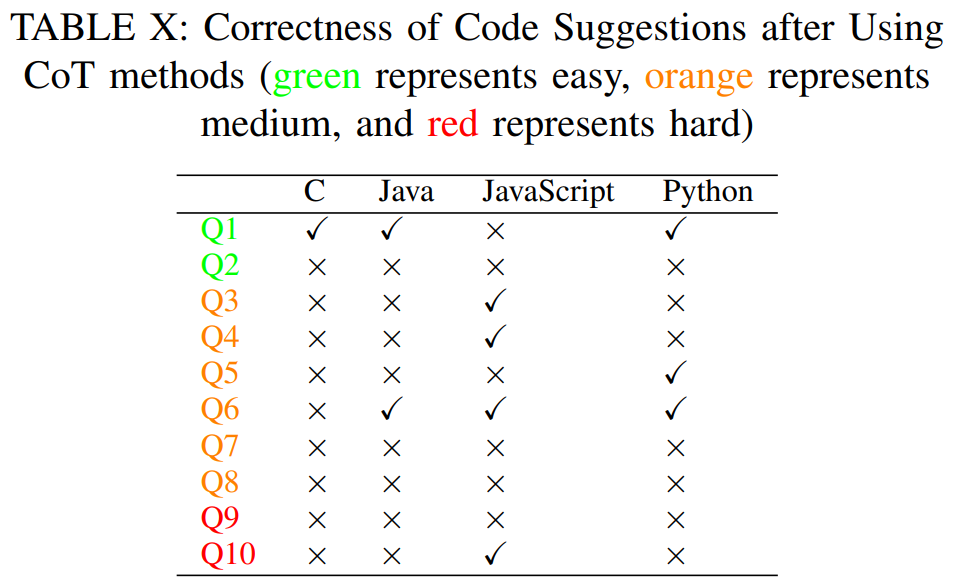 TABLE X: Correctness of Code Suggestions after Using
CoT methods (green represents easy, orange represents
medium, and red represents hard)
C Java JavaScript Python
Q1 ✓ ✓ × ✓
Q2 × × × ×
Q3 × × ✓ ×
Q4 × × ✓ ×
Q5 × × × ✓
Q6 × ✓ ✓ ✓
Q7 × × × ×
Q8 × × × ×
Q9 × × × ×
Q10 × × ✓ ×